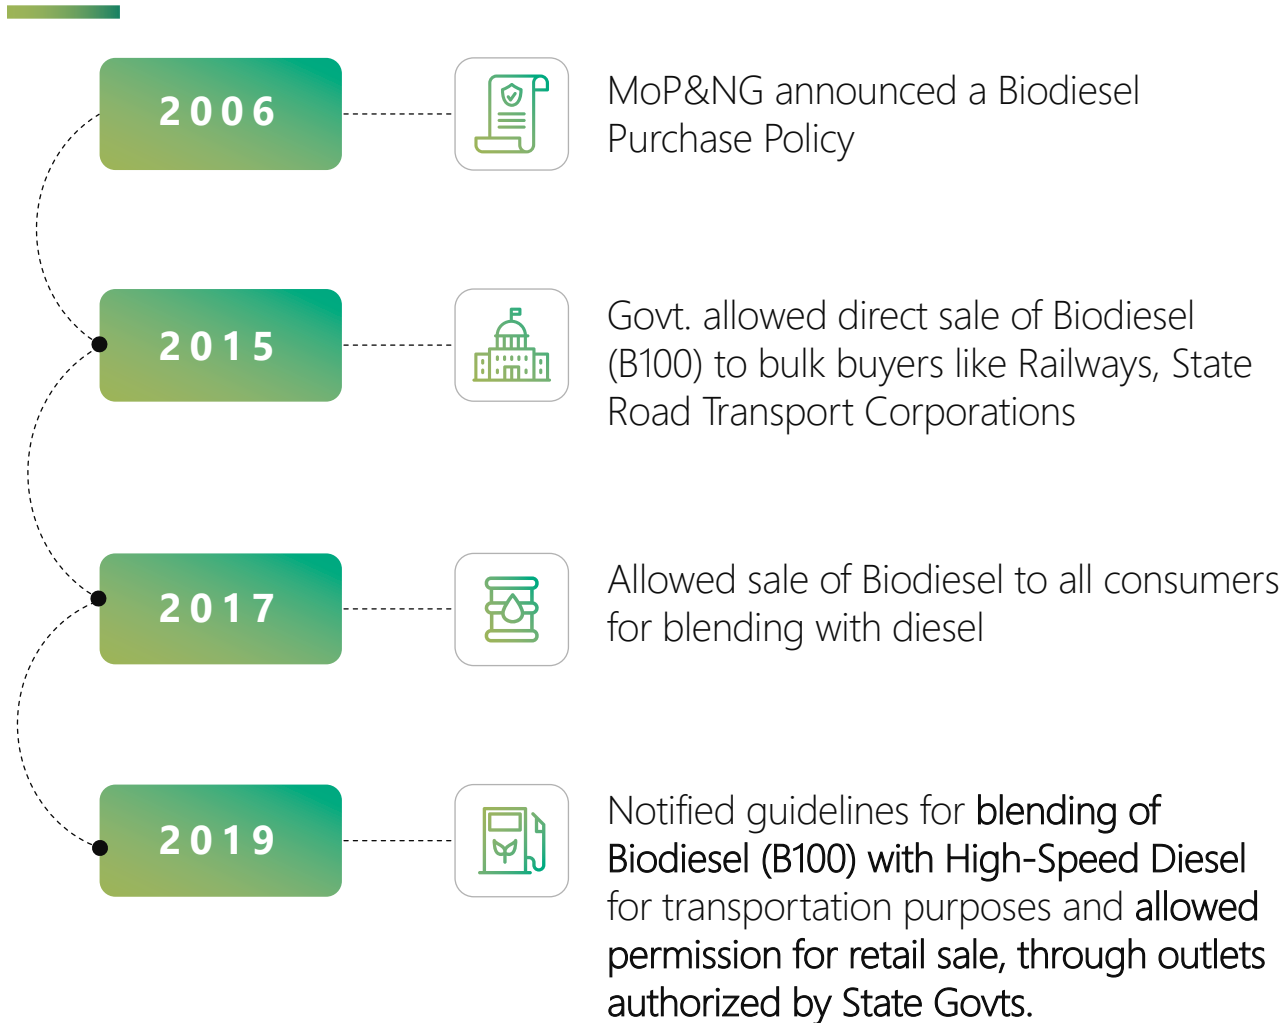 2006
MoP&NG announced a Biodiesel
Purchase Policy
2015
Govt. allowed direct sale of Biodiesel
(B100) to bulk buyers like Railways, State
Road Transport Corporations
2017
Allowed sale of Biodiesel to all consumers
for blending with diesel
2019
Notified guidelines for blending of
Biodiesel (B100) with High-Speed Diesel
for transportation purposes and allowed
permission for retail sale, through outlets
authorized by State Govts.